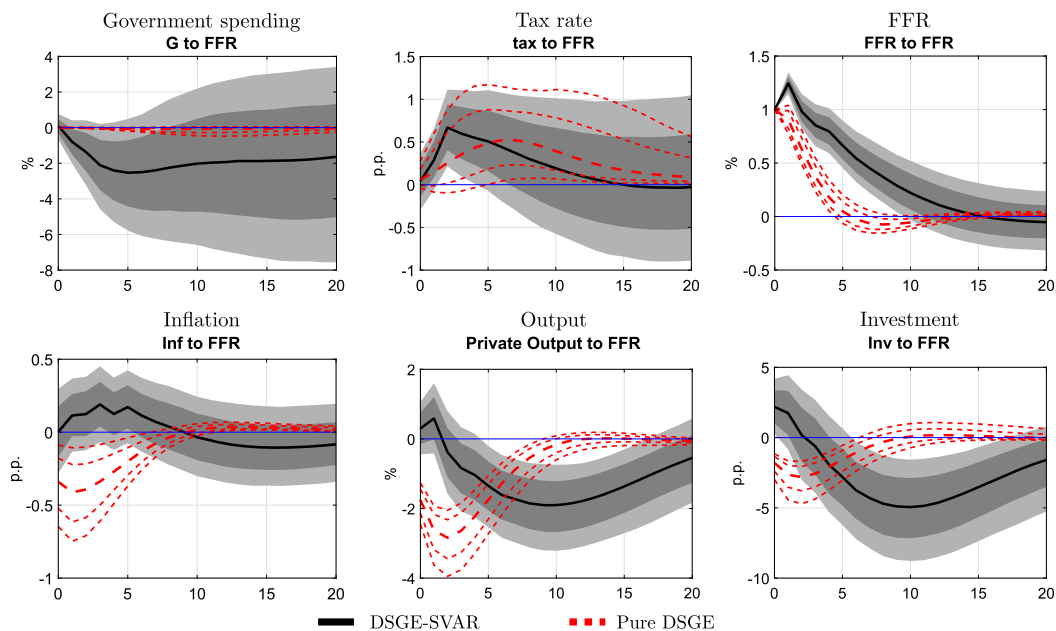 Government spending
G to FFR
4
2
0
-2
-4
-6
-8
%
0 5 10 15 20
Tax rate
tax to FFR
1.5
1
0.5
0
-0.5
-1
p.p.
0 5 10 15 20
FFR
FFR to FFR
1.5
1
0.5
0
-0.5
%
0 5 10 15 20
Inflation
Inf to FFR
0.5
0
-0.5
-1
p.p.
0 5 10 15 20
Output
Private Output to FFR
2
0
-2
-4
%
0 5 10 15 20
Investment
Inv to FFR
5
0
-5
-10
p.p.
0 5 10 15 20
DSGE-SVAR
Pure DSGE